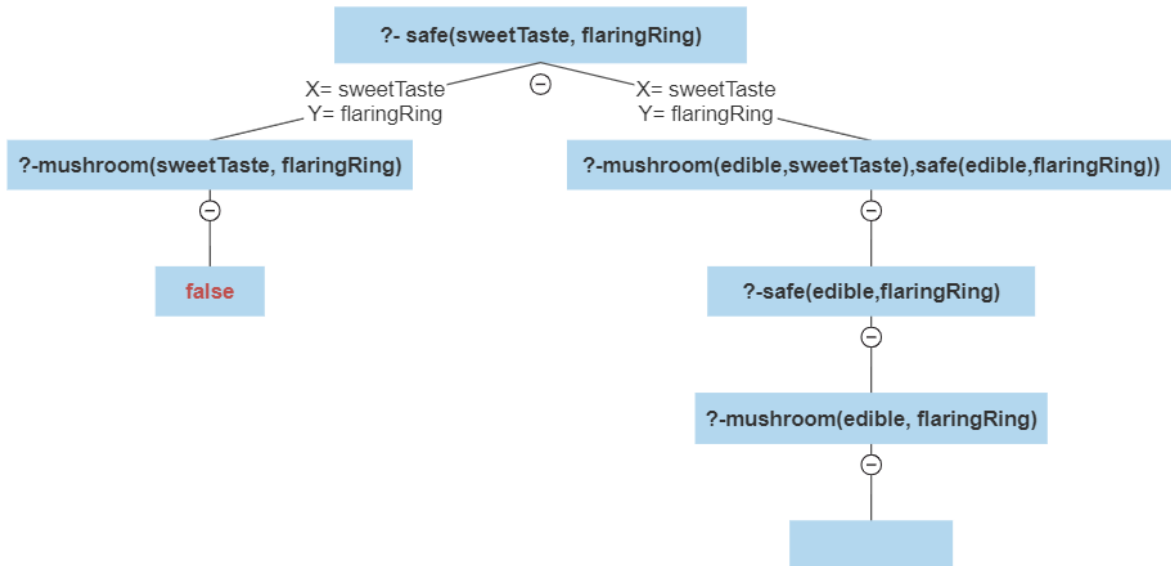 ?- safe(sweetTaste, flaringRing)
X= sweetTaste
Y= flaringRing
X= sweetTaste
Y= flaringRing
?-mushroom(sweetTaste, flaringRing)
?-mushroom(edible,sweetTaste),safe(edible,flaringRing))
false
?-safe(edible,flaringRing)
?-mushroom(edible, flaringRing)